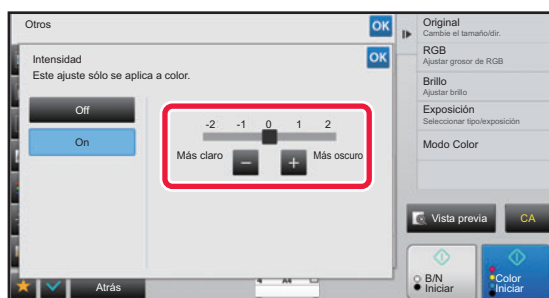 Otros
OK
Intensidad
OK
Este ajuste sólo se aplica a color.
Off
On
-2 -1 0 1 2
Más claro
−
+
Más oscuro
Atrás
A4
Original
Cambie el tamaño/dir.
RGB
Ajustar grosor de RGB
Brillo
Ajustar brillo
Exposición
Seleccionar tipo/exposición
Modo Color
Vista previa
CA
B/N
Iniciar
Color
Iniciar